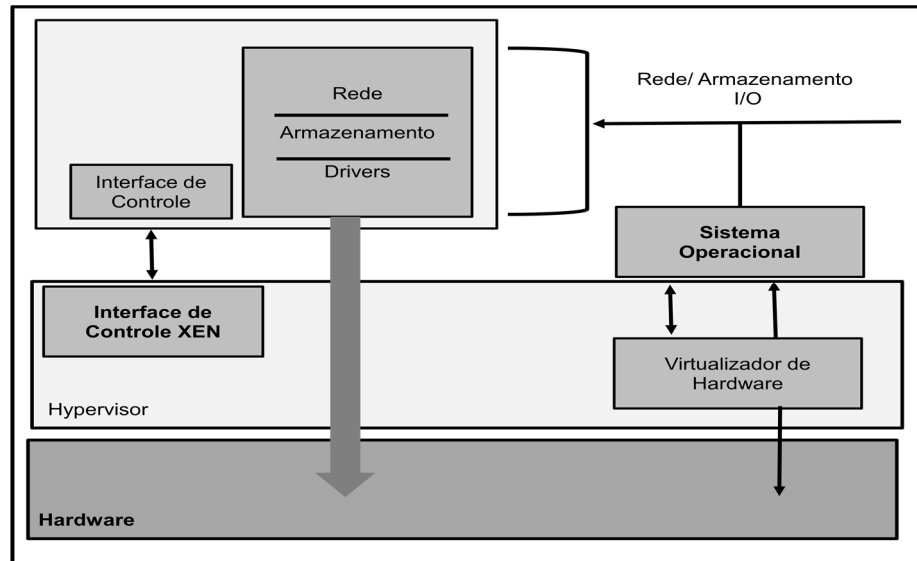 Rede
Armazenamento
Drivers
Interface de
Controle
Rede/ Armazenamento
I/O
Sistema
Operacional
Interface de
Controle XEN
Virtualizador de
Hardware
Hypervisor
Hardware